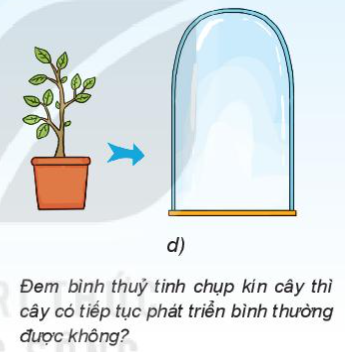 d)
Đem bình thuỷ tinh chụp kín cây thì
cây có tiếp tục phát triển bình thường
được không?